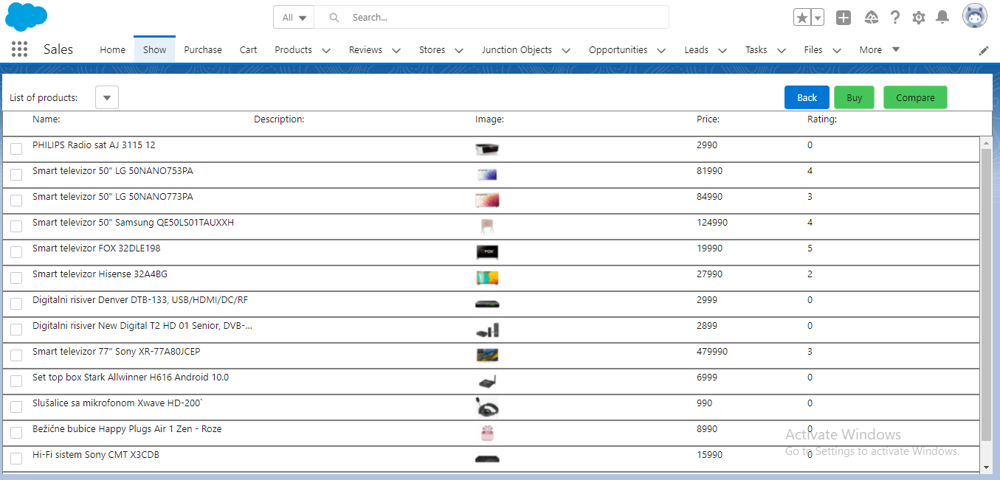 All Search...
Sales Home Show Purchase Cart Products Reviews Stores Junction Objects Opportunities Leads Tasks Files More
List of products: Back Buy Compare
Name: Description: Image: Price: Rating:
PHILIPS Radio sat AJ 3115 12 2990 0
Smart televizor 50" LG 50NANO753PA 81990 4
Smart televizor 50" LG 50NANO773PA 84990 3
Smart televizor 50" Samsung QE50LS01TAUXXH 124990 4
Smart televizor FOX 32DLE198 FOX 19990 5
Smart televizor Hisense 32A4BG 27990 2
Digitalni risiver Denver DTB-133, USB/HDMI/DC/RF 2999 0
Digitalni risiver New Digital T2 HD 01 Senior, DVB-... 2899 0
Smart televizor 77" Sony XR-77A80JCEP 479990 3
Set top box Stark Allwinner H616 Android 10.0 6999 0
Slušalice sa mikrofonom Xwave HD-200` 990 0
Bežične bubice Happy Plugs Air 1 Zen - Roze 8990 0
Activate Windows
Go to Settings to activate Windows.
Hi-Fi sistem Sony CMT X3CDB 15990 0